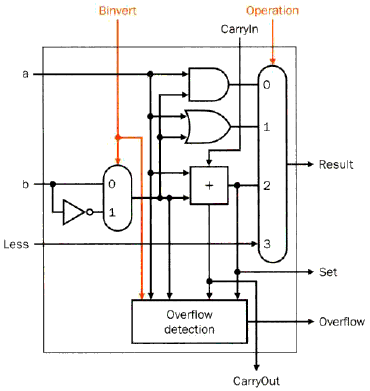 Binvert
Operation
CarryIn
a
0
1
b
0
1
+
2
Result
Less
3
Set
Overflow
detection
Overflow
CarryOut